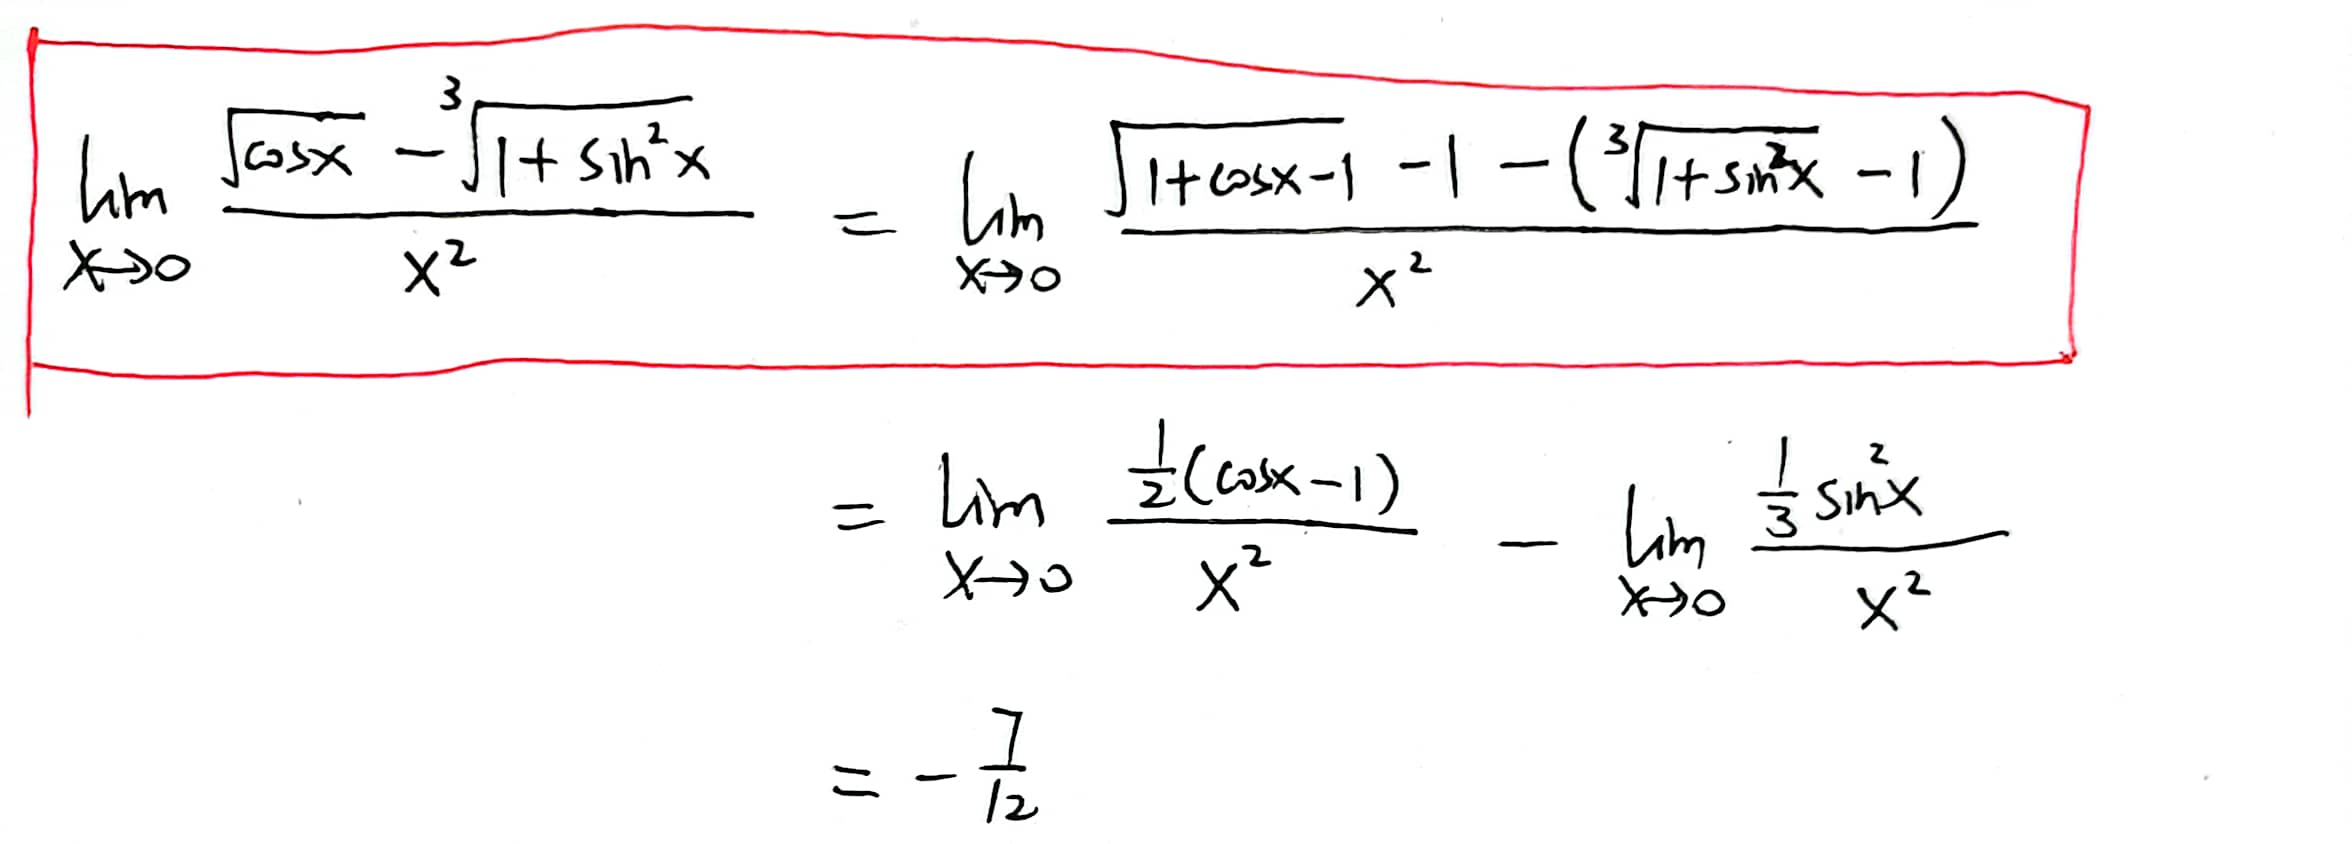 $\lim_{x \to 0} \frac{\sqrt{\cos x} - \sqrt[3]{1+\sin^2 x}}{x^2} = \lim_{x \to 0} \frac{\sqrt{1+\cos x-1} - 1 - (\sqrt[3]{1+\sin^2 x} - 1)}{x^2}$
$= \lim_{x \to 0} \frac{\frac{1}{2}(\cos x - 1)}{x^2} - \lim_{x \to 0} \frac{\frac{1}{3}\sin^2 x}{x^2}$
$= -\frac{7}{12}$